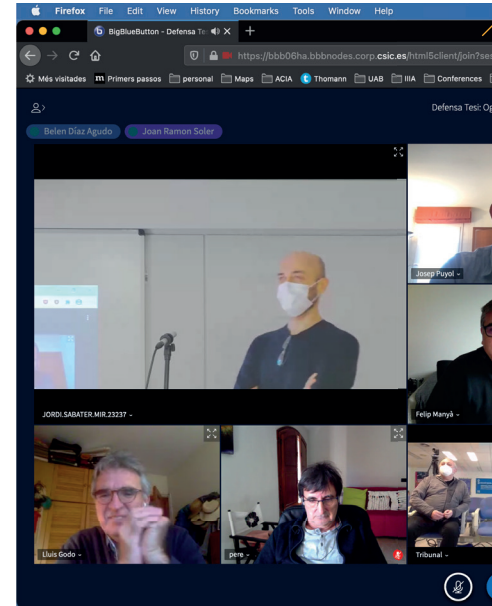 Firefox File Edit View History Bookmarks Tools Window Help
BigBlueButton - Defensa Te
https://bbb06ha.bbbnodes.corp.csic.es/html5client/join?ses
Més visitades m Primers passos personal Maps ACIA Thomann UAB IIIA Conferences
Defensa Tesi: Op
Belen Díaz Agudo Joan Ramon Soler
Josep Puyol
JORDI.SABATER.MIR.23237
Felip Manyà
Lluis Godo
pere
Tribunal